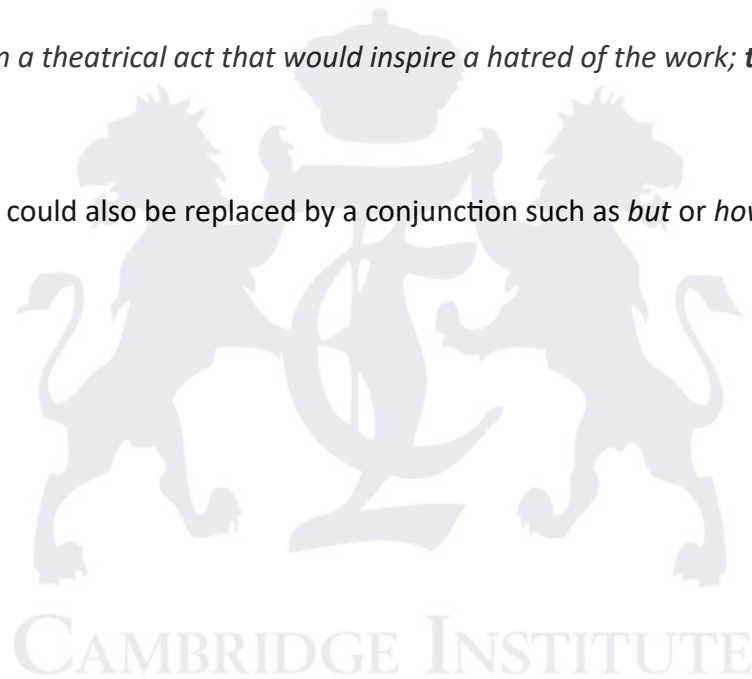 a theatrical act that would inspire a hatred of the work;
could also be replaced by a conjunction such as but or
CAMBRIDGE INSTITUTE